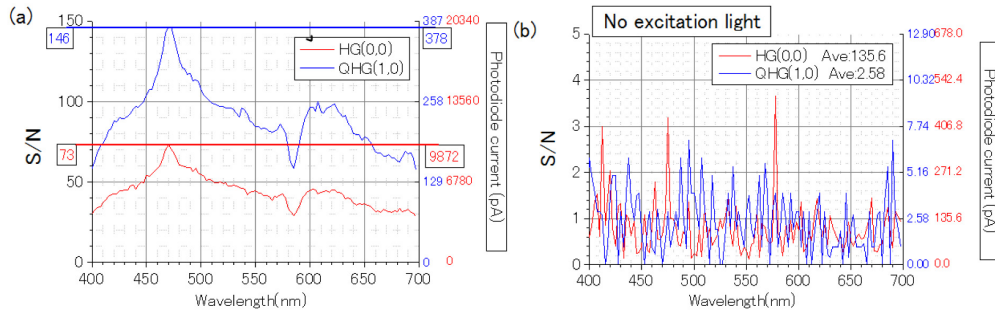 (a)
150
100
50
0
S/N
146
73
HG(0,0)
QHG(1,0)
387
378
258
129
0
20340
13560
9872
6780
0
Photodiode current (pA)
400 450 500 550 600 650 700
Wavelength(nm)
(b)
No excitation light
5
4
3
2
1
0
S/N
HG(0,0) Ave:135.6
QHG(1,0) Ave:2.58
12.90
10.32
7.74
5.16
2.58
0.00
678.0
542.4
406.8
271.2
135.6
0.0
Photodiode current (pA)
400 450 500 550 600 650 700
Wavelength(nm)